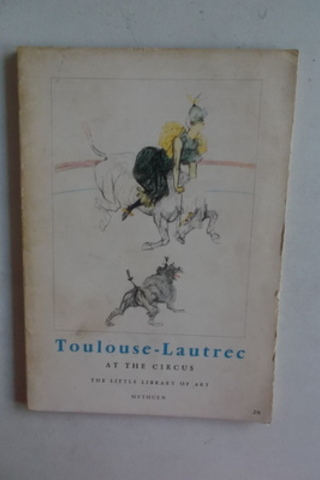 Toulouse-Lautrec
AT THE CIRCUS
THE LITTLE LIBRARY OF ART
METHUEN